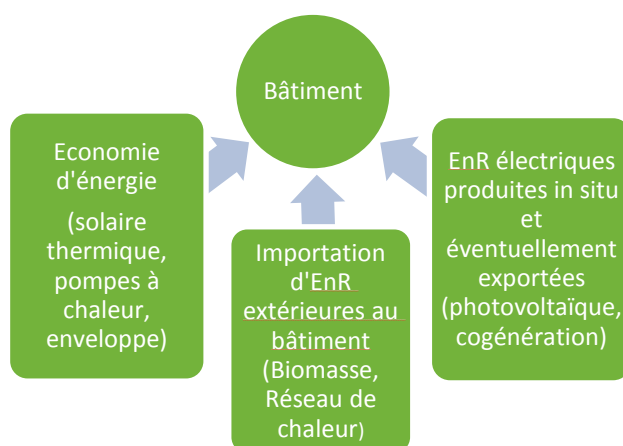 Bâtiment
Economie
d'énergie
(solaire
thermique,
pompes à
chaleur,
enveloppe)
Importation
d'EnR
extérieures au
bâtiment
(Biomasse,
Réseau de
chaleur)
EnR électriques
produites in situ
et
éventuellement
exportées
(photovoltaïque,
cogénération)